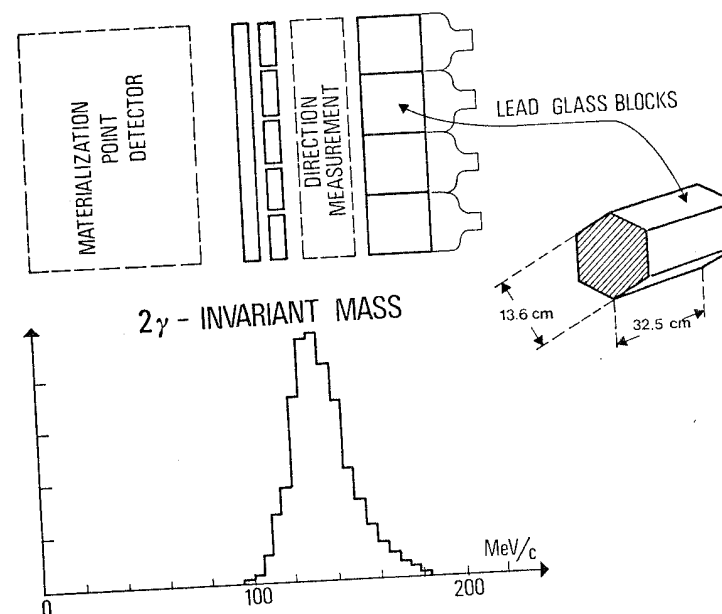 MATERIALIZATION
POINT
DETECTOR
DIRECTION
MEASUREMENT
LEAD GLASS BLOCKS
13.6 cm
32.5 cm
2γ - INVARIANT MASS
MeV/c
0
100
200